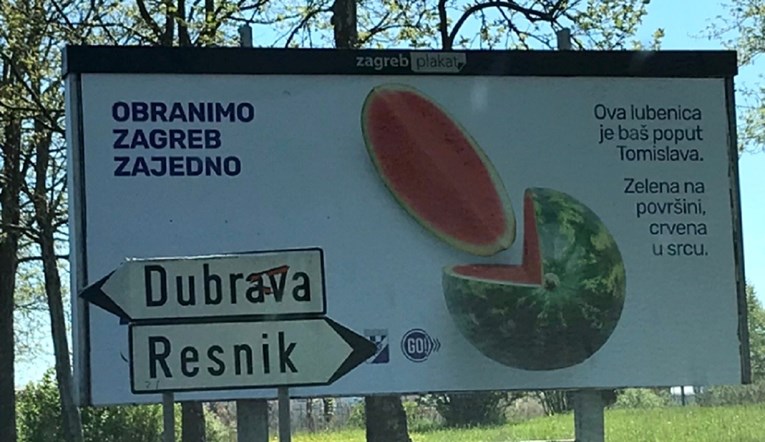 zagreb plakat
OBRANIMO
ZAGREB
ZAJEDNO
Ova lubenica
je baš poput
Tomislava.
Zelena na
površini,
crvena
u srcu.
Dubrava
Resnik
GO!